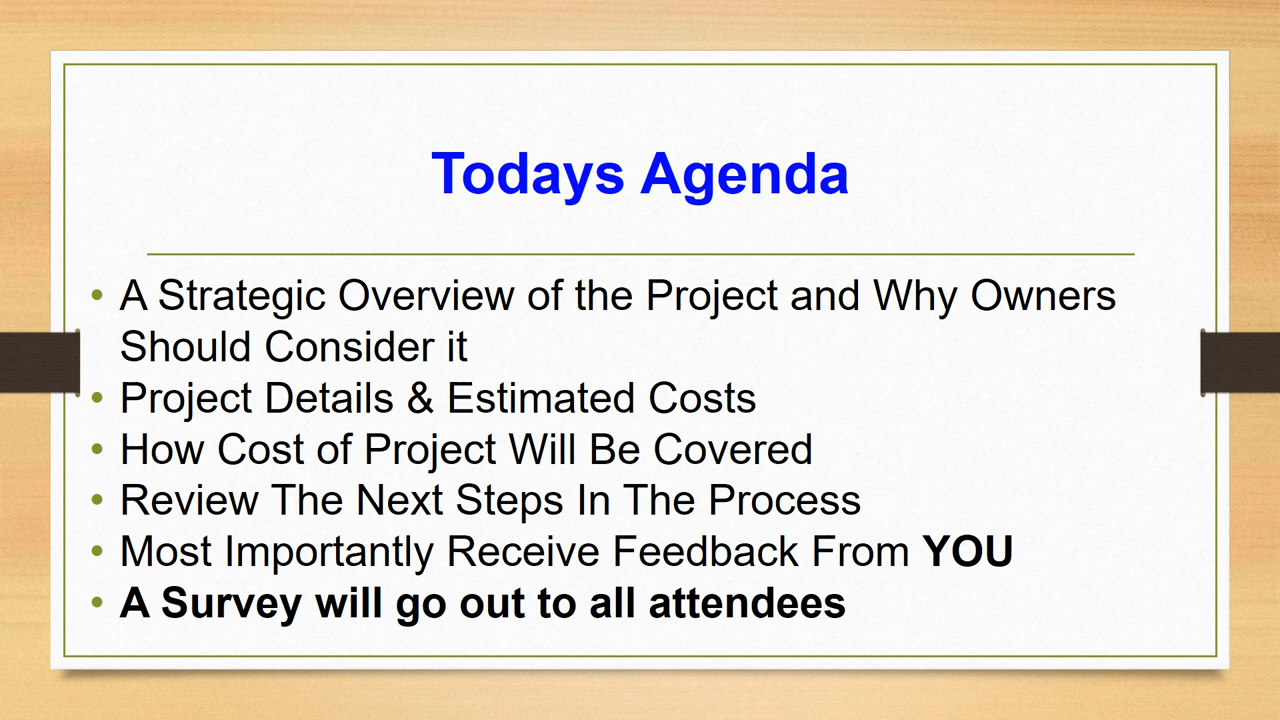 Todays Agenda
• A Strategic Overview of the Project and Why Owners
Should Consider it
• Project Details & Estimated Costs
• How Cost of Project Will Be Covered
• Review The Next Steps In The Process
• Most Importantly Receive Feedback From YOU
• A Survey will go out to all attendees